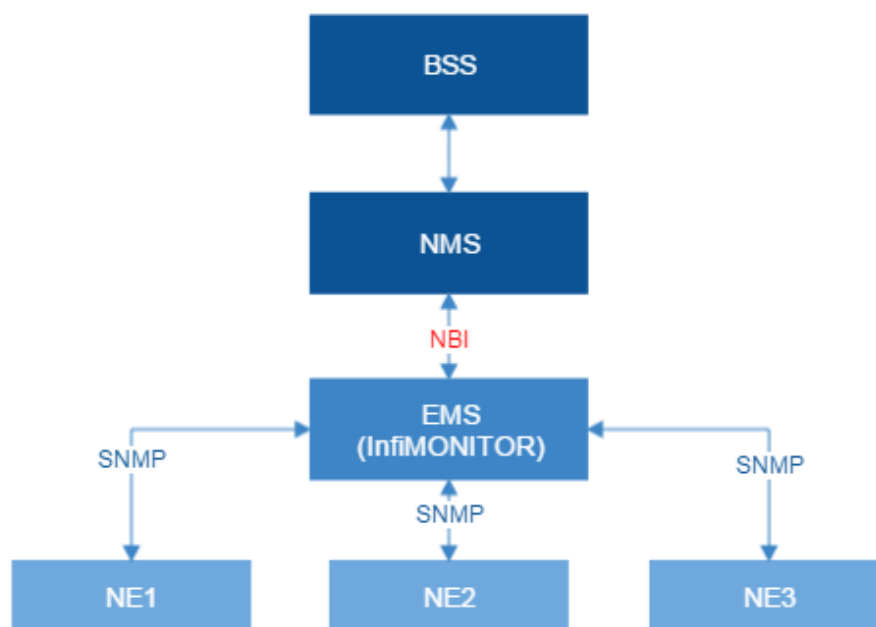 BSS
NMS
NBI
EMS
(InfiMONITOR)
SNMP
SNMP
SNMP
NE1
NE2
NE3